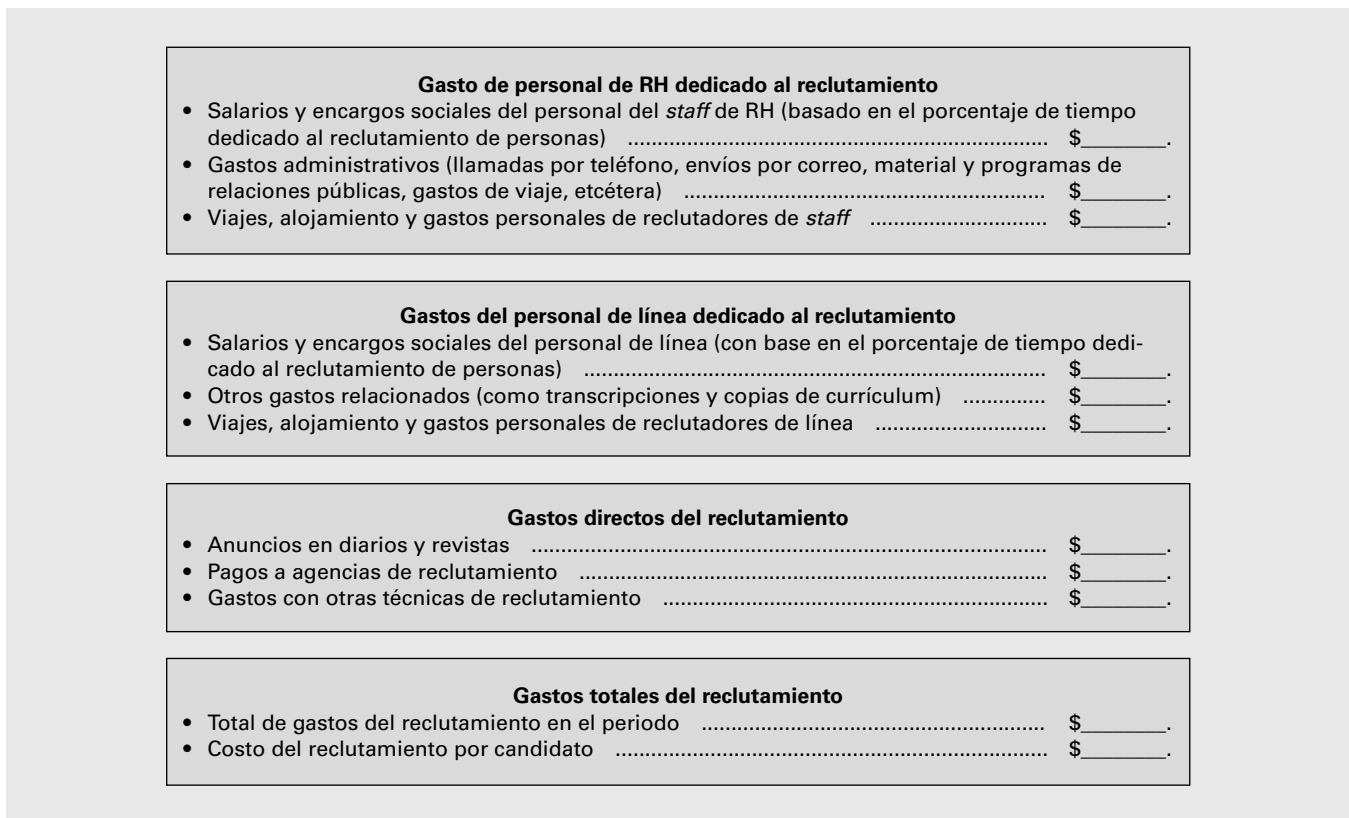 Gasto de personal de RH dedicado al reclutamiento
• Salarios y encargos sociales del personal del staff de RH (basado en el porcentaje de tiempo
dedicado al reclutamiento de personas) ....................................................................... $________.
• Gastos administrativos (llamadas por teléfono, envíos por correo, material y programas de
relaciones públicas, gastos de viaje, etcétera) ............................................................. $________.
• Viajes, alojamiento y gastos personales de reclutadores de staff .............................. $________.
Gastos del personal de línea dedicado al reclutamiento
• Salarios y encargos sociales del personal de línea (con base en el porcentaje de tiempo dedi-
cado al reclutamiento de personas) .............................................................................. $________.
• Otros gastos relacionados (como transcripciones y copias de currículum) .............. $________.
• Viajes, alojamiento y gastos personales de reclutadores de línea ............................. $________.
Gastos directos del reclutamiento
• Anuncios en diarios y revistas ....................................................................................... $________.
• Pagos a agencias de reclutamiento ............................................................................... $________.
• Gastos con otras técnicas de reclutamiento ................................................................. $________.
Gastos totales del reclutamiento
• Total de gastos del reclutamiento en el periodo .......................................................... $________.
• Costo del reclutamiento por candidato ......................................................................... $________.